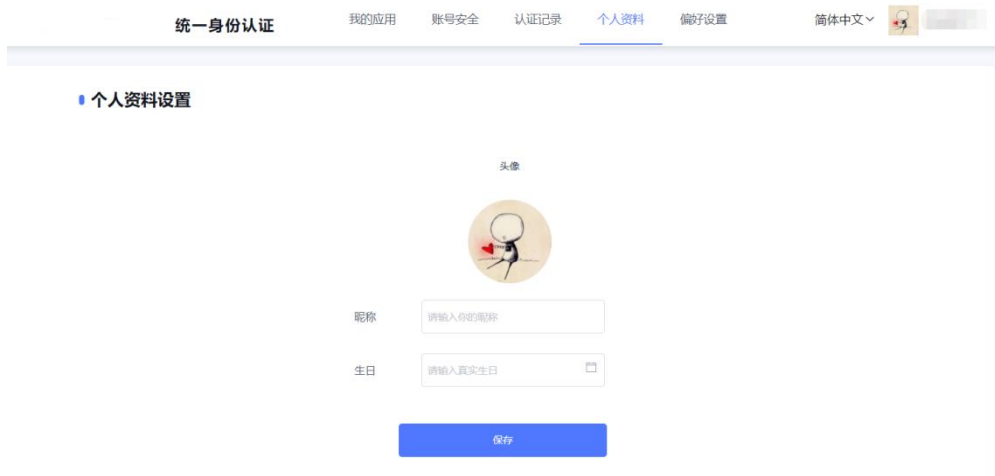 统一身份认证 我的应用 账号安全 认证记录 个人资料 偏好设置 简体中文
个人资料设置
头像
昵称 请输入你的昵称
生日 请输入真实生日
保存